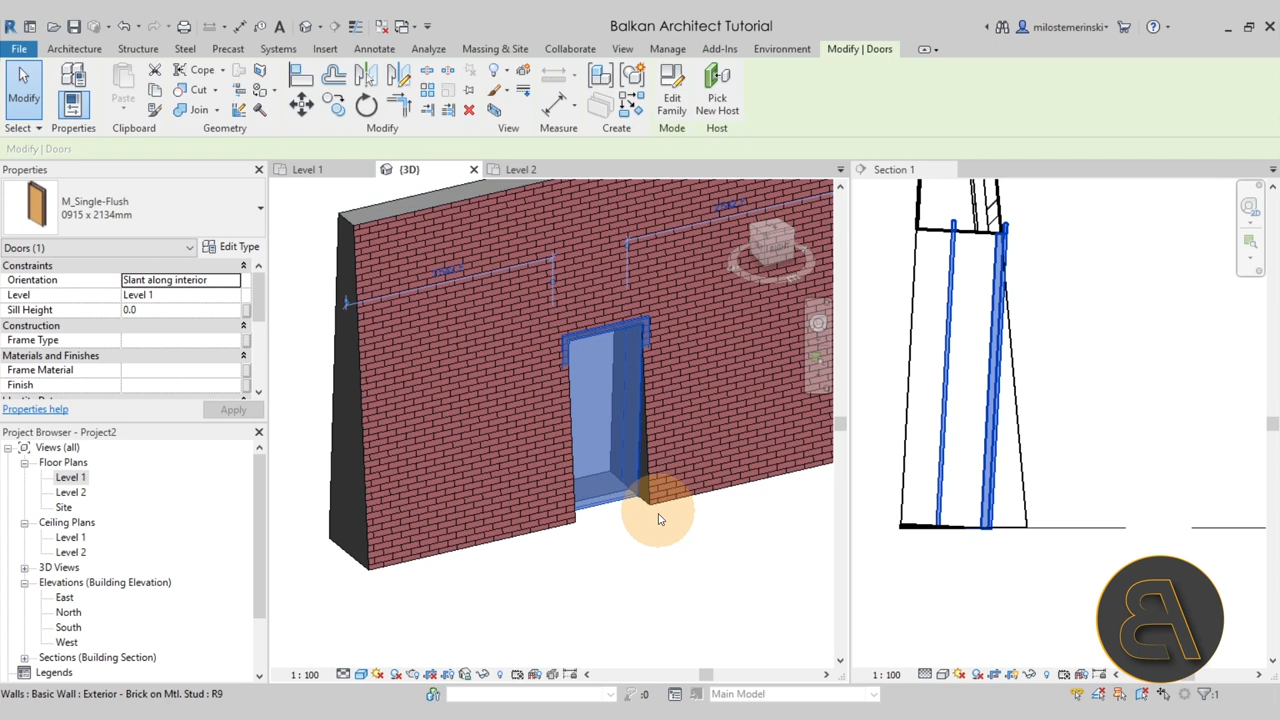 Balkan Architect Tutorial
milostemerinski
File Architecture Structure Steel Precast Systems Insert Annotate Analyze Massing & Site Collaborate View Manage Add-Ins Environment Modify | Doors
Modify
Paste
Cope
Cut
Join
Edit Family
Pick New Host
Select Properties Clipboard Geometry Modify View Measure Create Mode Host
Modify | Doors
Properties
Level 1
(3D)
Level 2
Section 1
M_Single-Flush
0915 x 2134mm
Doors (1)
Edit Type
Constraints
Orientation Slant along interior
Level Level 1
Sill Height 0.0
Construction
Frame Type
Materials and Finishes
Frame Material
Finish
Properties help
Apply
Project Browser - Project2
Views (all)
Floor Plans
Level 1
Level 2
Site
Ceiling Plans
Level 1
Level 2
3D Views
Elevations (Building Elevation)
East
North
South
West
Sections (Building Section)
Legends
1 : 100
1 : 100
Walls : Basic Wall : Exterior - Brick on Mtl. Stud : R9
:0
Main Model
:1